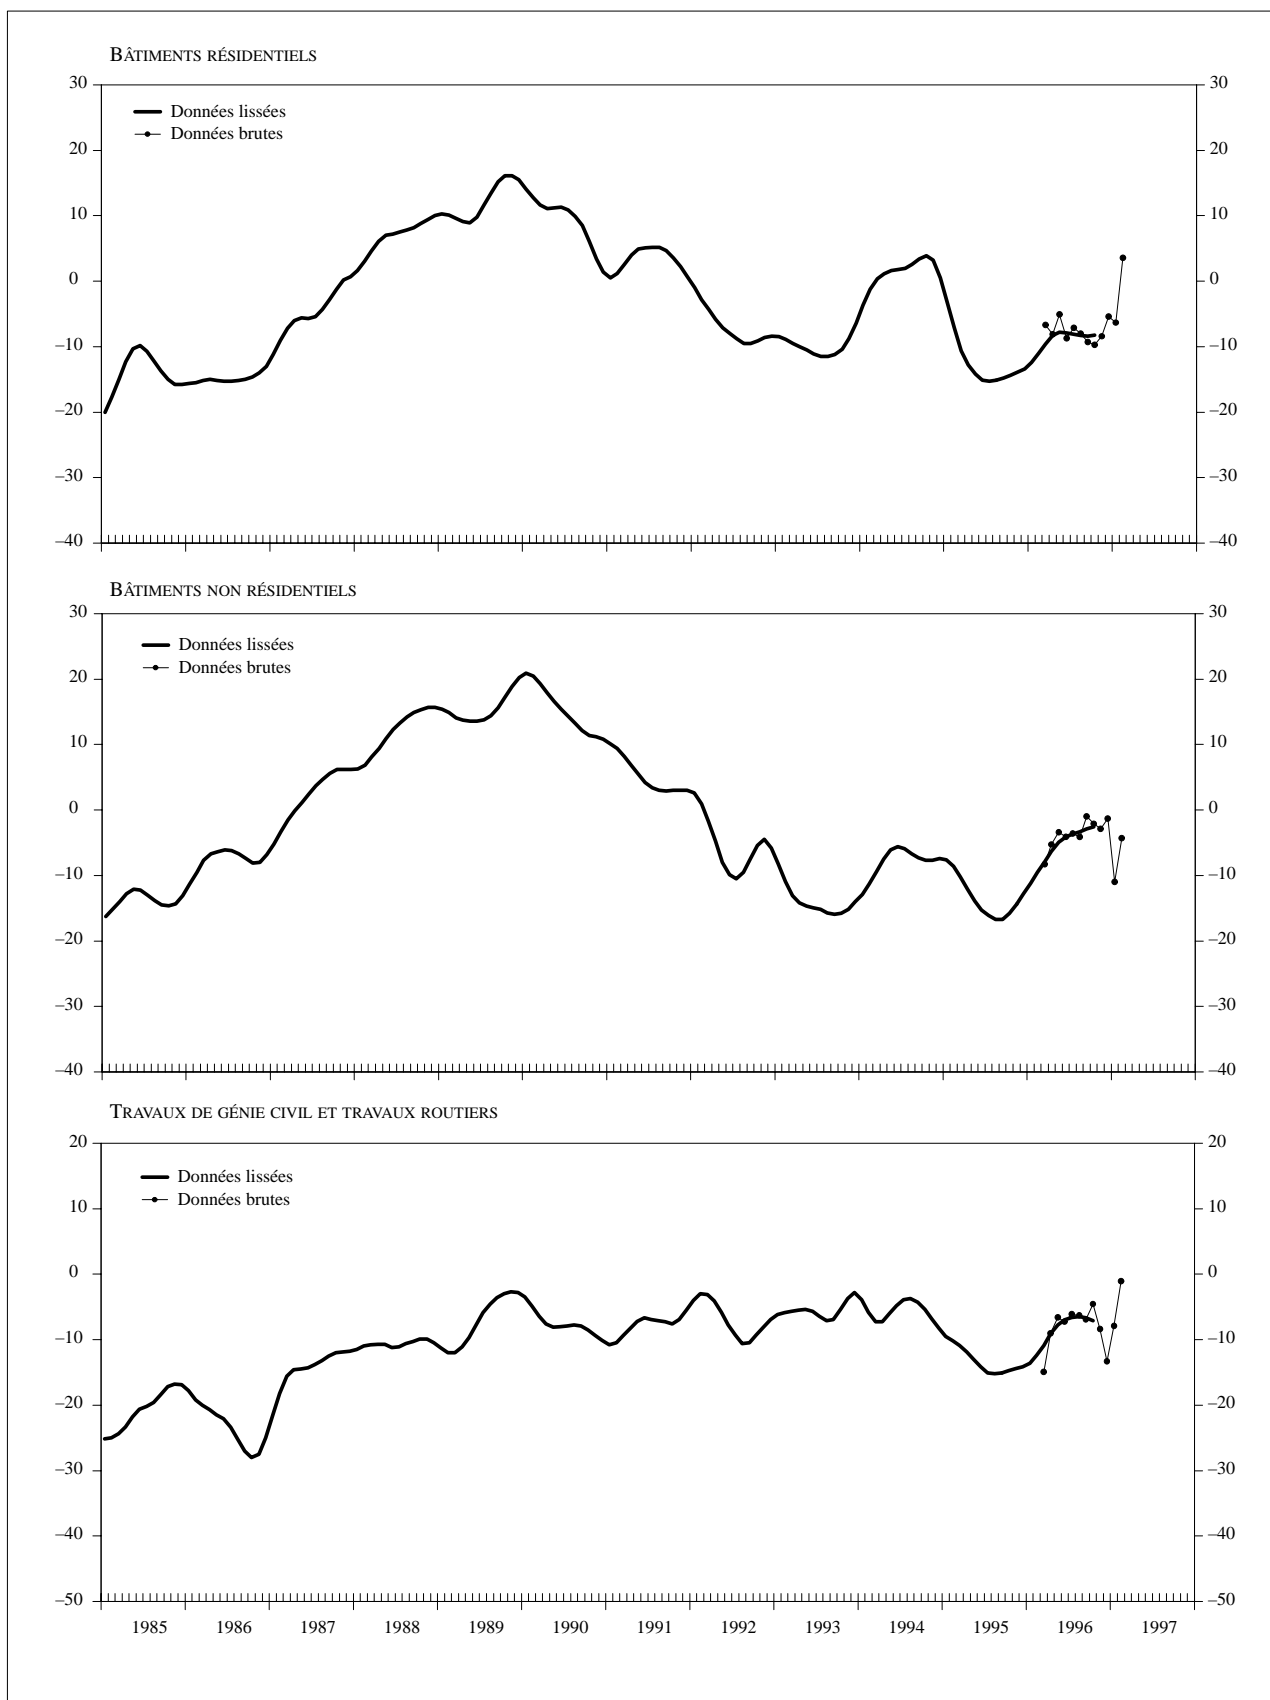 BÂTIMENTS RÉSIDENTIELS
30 30
Données lissées
Données brutes
20 20
10 10
0 0
–10 –10
–20 –20
–30 –30
–40 –40
BÂTIMENTS NON RÉSIDENTIELS
30 30
Données lissées
Données brutes
20 20
10 10
0 0
–10 –10
–20 –20
–30 –30
–40 –40
TRAVAUX DE GÉNIE CIVIL ET TRAVAUX ROUTIERS
20 20
Données lissées
Données brutes
10 10
0 0
–10 –10
–20 –20
–30 –30
–40 –40
–50 –50
1985 1986 1987 1988 1989 1990 1991 1992 1993 1994 1995 1996 1997